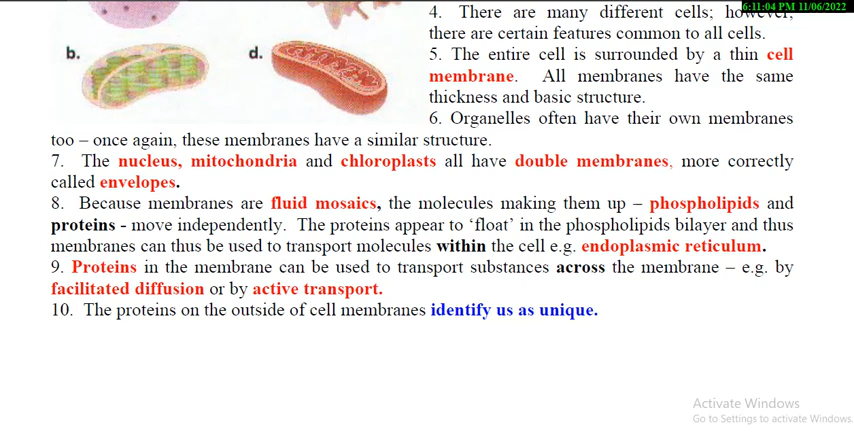 6:11:04 PM 11/06/2022
4. There are many different cells; however,
there are certain features common to all cells.
b.
d.
5. The entire cell is surrounded by a thin cell
membrane. All membranes have the same
thickness and basic structure.
6. Organelles often have their own membranes
too – once again, these membranes have a similar structure.
7. The nucleus, mitochondria and chloroplasts all have double membranes, more correctly
called envelopes.
8. Because membranes are fluid mosaics, the molecules making them up – phospholipids and
proteins - move independently. The proteins appear to ‘float’ in the phospholipids bilayer and thus
membranes can thus be used to transport molecules within the cell e.g. endoplasmic reticulum.
9. Proteins in the membrane can be used to transport substances across the membrane – e.g. by
facilitated diffusion or by active transport.
10. The proteins on the outside of cell membranes identify us as unique.
Activate Windows
Go to Settings to activate Windows.